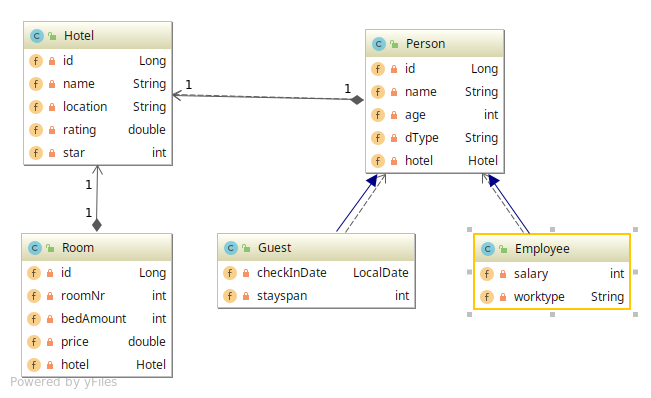 Hotel
id Long
name String
location String
rating double
star int
Person
id Long
name String
age int
dType String
hotel Hotel
1
1
1
1
Room
id Long
roomNr int
bedAmount int
price double
hotel Hotel
Guest
checkInDate LocalDate
stayspan int
Employee
salary int
worktype String
Powered by yFiles